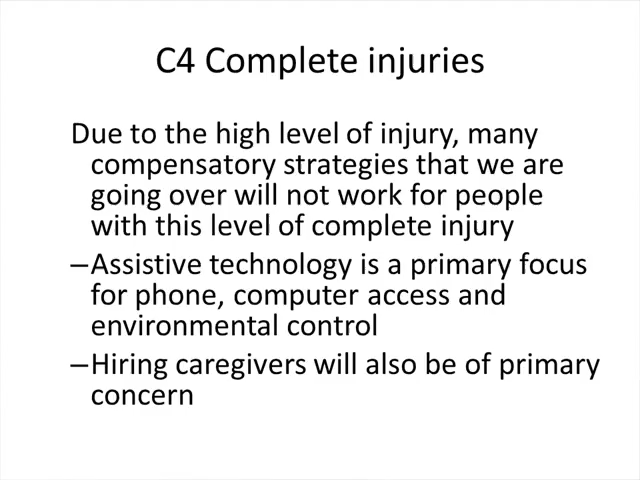 C4 Complete injuries
Due to the high level of injury, many
compensatory strategies that we are
going over will not work for people
with this level of complete injury
–Assistive technology is a primary focus
for phone, computer access and
environmental control
–Hiring caregivers will also be of primary
concern